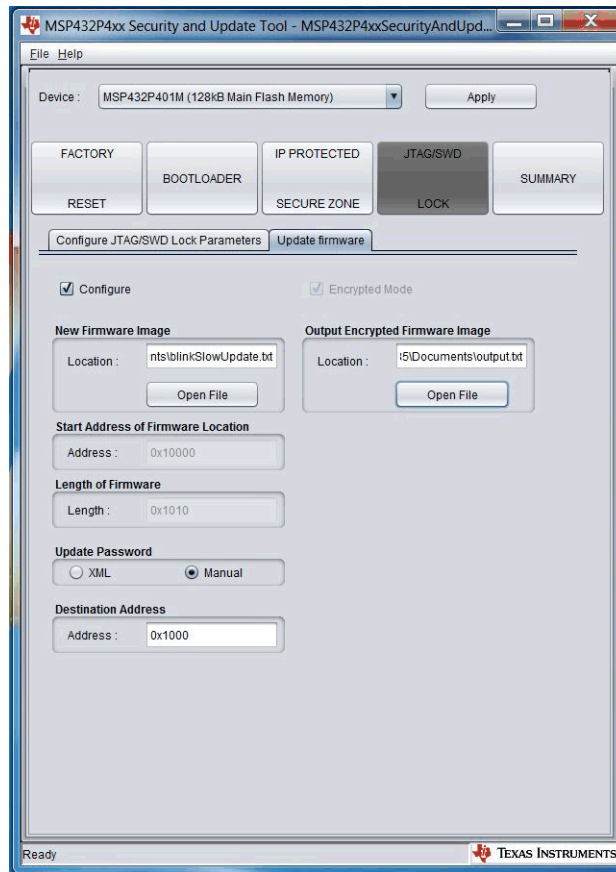 MSP432P4xx Security and Update Tool - MSP432P4xxSecurityAndUpd...
File Help
Device : MSP432P401M (128kB Main Flash Memory) Apply
FACTORY RESET
BOOTLOADER
IP PROTECTED SECURE ZONE
JTAG/SWD LOCK
SUMMARY
Configure JTAG/SWD Lock Parameters Update firmware
Configure Encrypted Mode
New Firmware Image
Location : nts\blinkSlowUpdate.txt
Open File
Output Encrypted Firmware Image
Location : :5\Documents\output.txt
Open File
Start Address of Firmware Location
Address : 0x10000
Length of Firmware
Length : 0x1010
Update Password
XML Manual
Destination Address
Address : 0x1000
Ready
TEXAS INSTRUMENTS